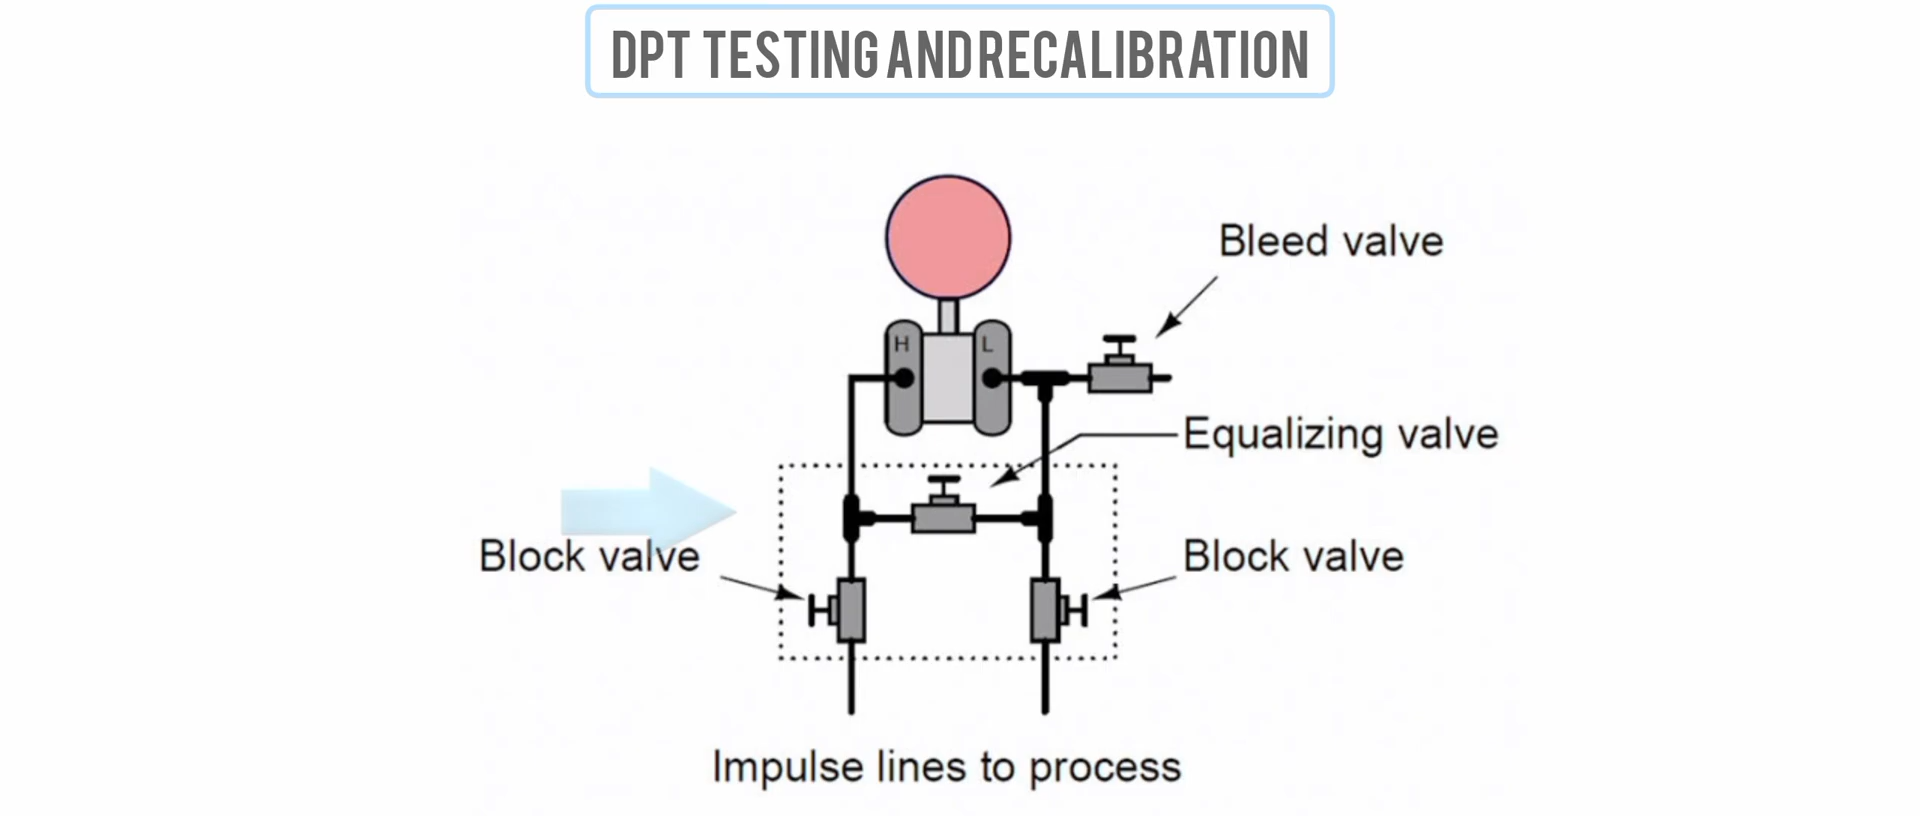 DPT TESTING AND RECALIBRATION
Bleed valve
H
L
Equalizing valve
Block valve
Block valve
Impulse lines to process